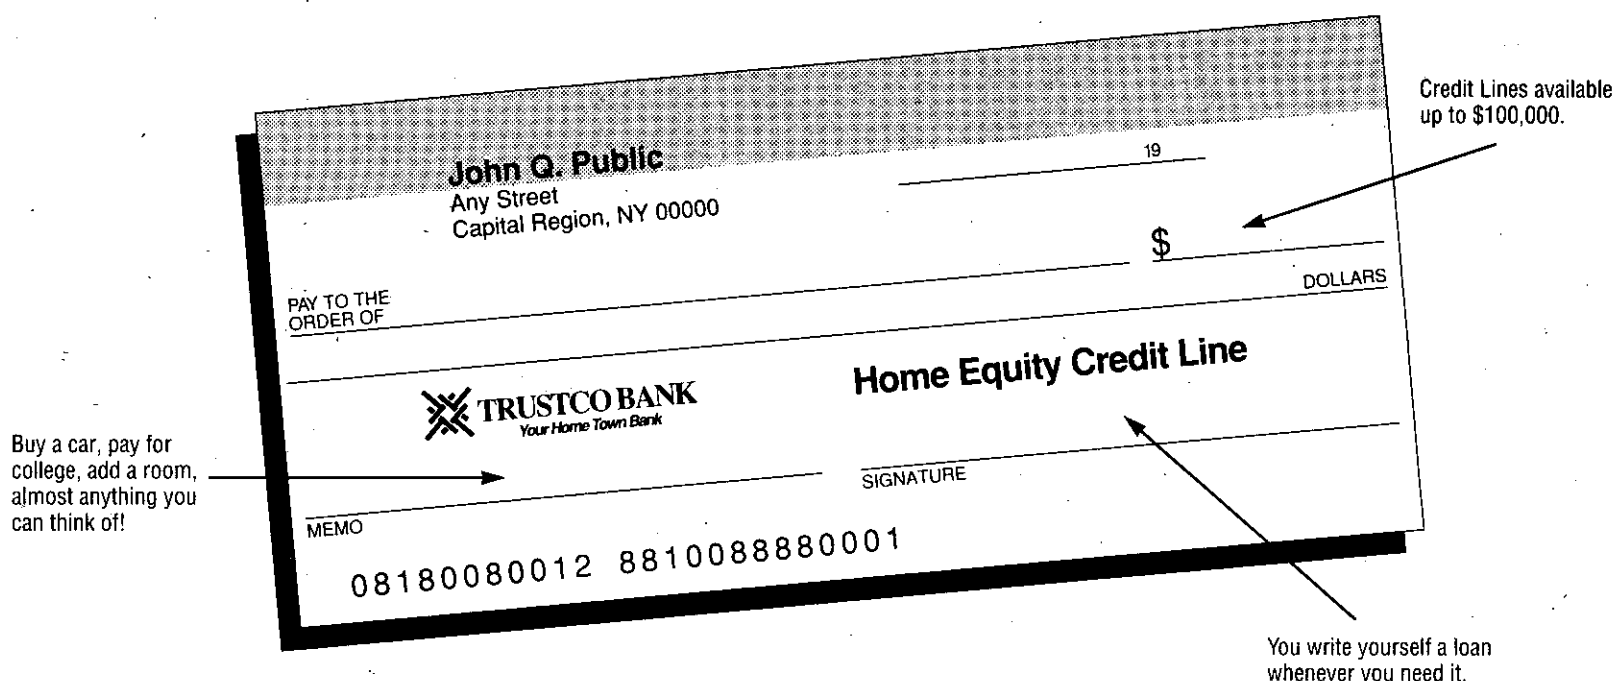 Credit Lines available
up to $100,000.
John Q. Public
Any Street
Capital Region, NY 00000
19
$
PAY TO THE
ORDER OF
DOLLARS
TRUSTCO BANK
Your Home Town Bank
Home Equity Credit Line
Buy a car, pay for
college, add a room,
almost anything you
can think of!
MEMO
SIGNATURE
08180080012 8810088880001
You write yourself a loan
whenever you need it.